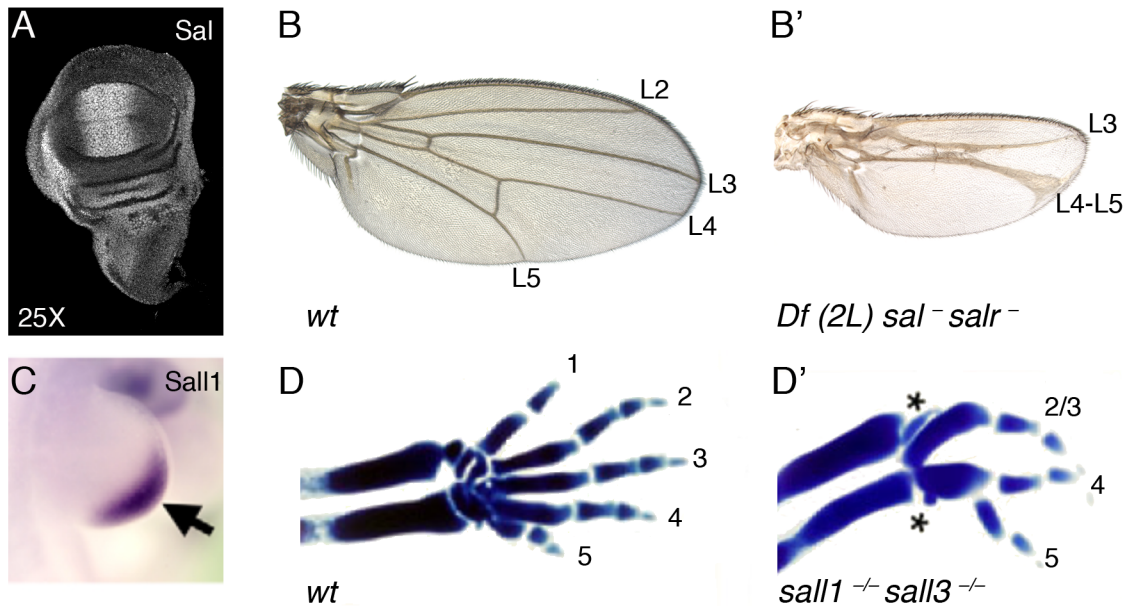 A
Sal
25X
B
L2
L3
L4
L5
wt
B’
L3
L4-L5
Df (2L) sal – salr –
C
Sall1
D
1
2
3
4
5
wt
D’
*
2/3
4
*
5
sall1 –/– sall3 –/–